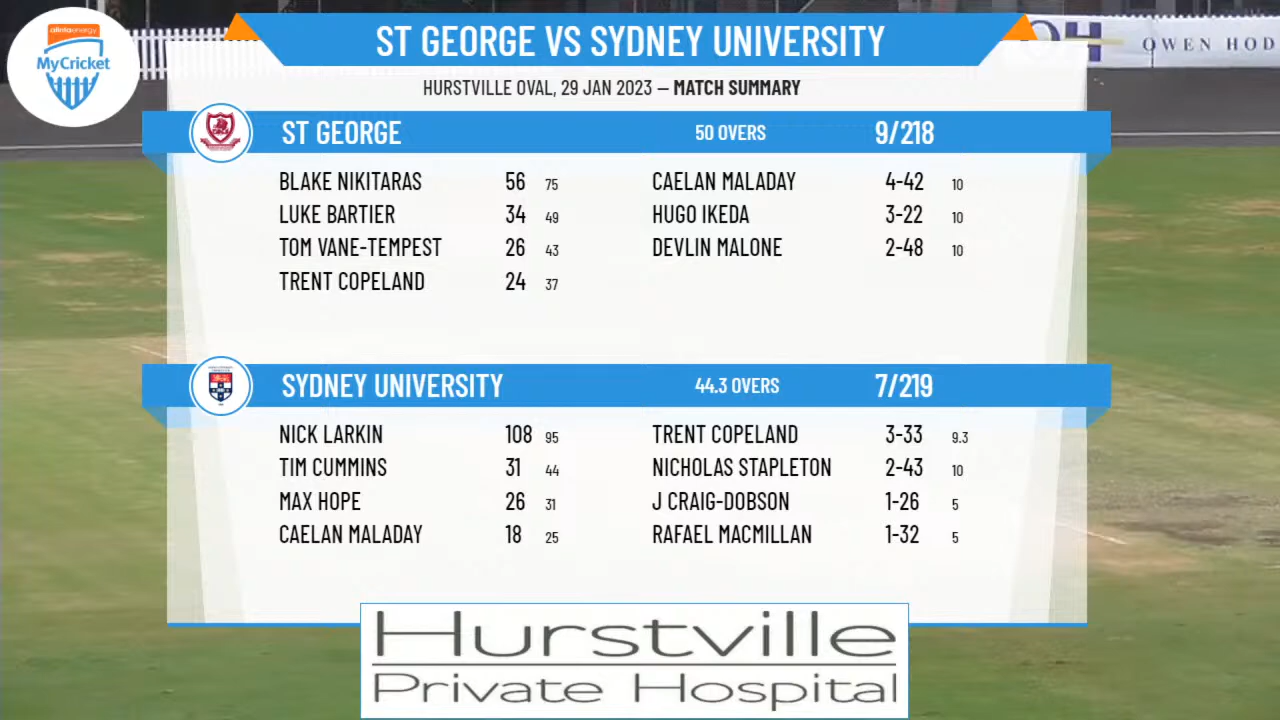 alintaenergy
MyCricket
OH OWEN HOD
ST GEORGE VS SYDNEY UNIVERSITY
HURSTVILLE OVAL, 29 JAN 2023 – MATCH SUMMARY
ST GEORGE 50 OVERS 9/218
BLAKE NIKITARAS 56 75 CAELAN MALADAY 4-42 10
LUKE BARTIER 34 49 HUGO IKEDA 3-22 10
TOM VANE-TEMPEST 26 43 DEVLIN MALONE 2-48 10
TRENT COPELAND 24 37
SYDNEY UNIVERSITY 44.3 OVERS 7/219
NICK LARKIN 108 95 TRENT COPELAND 3-33 9.3
TIM CUMMINS 31 44 NICHOLAS STAPLETON 2-43 10
MAX HOPE 26 31 J CRAIG-DOBSON 1-26 5
CAELAN MALADAY 18 25 RAFAEL MACMILLAN 1-32 5
Hurstville
Private Hospital